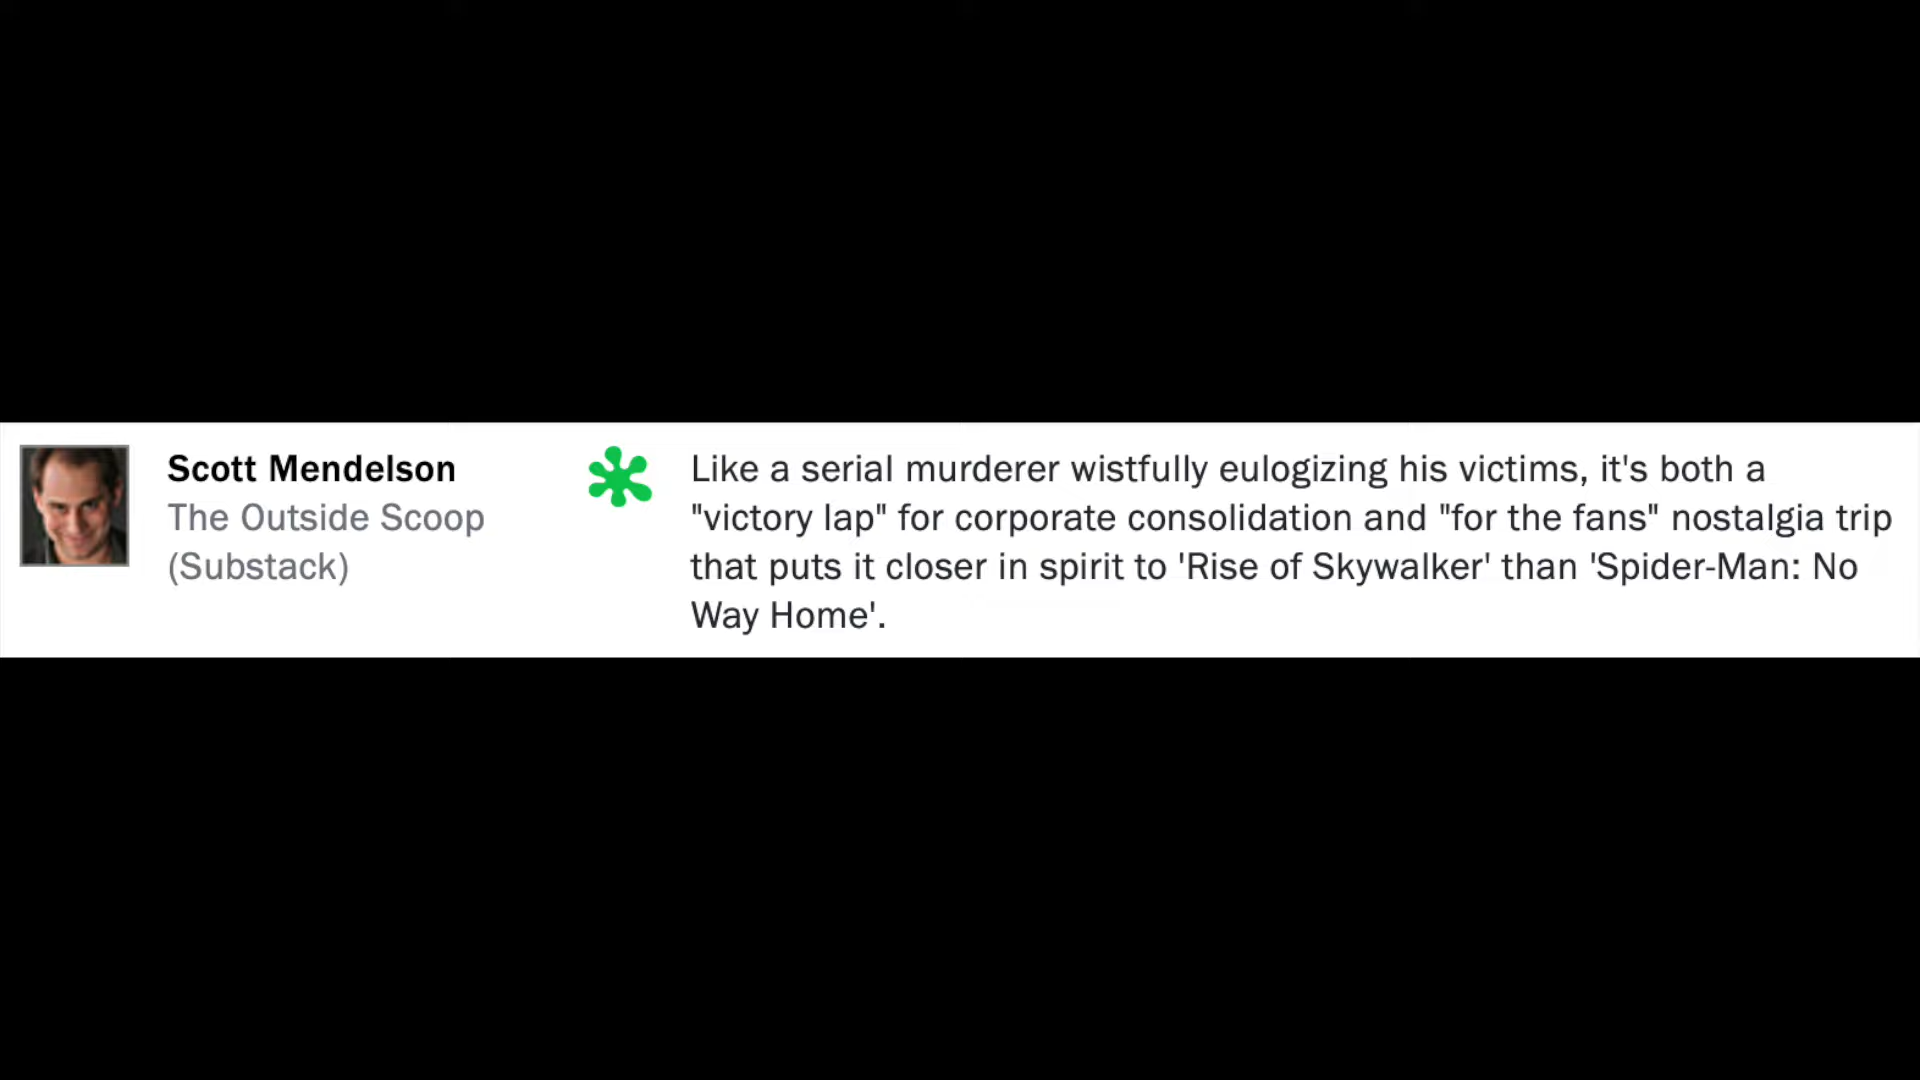 Scott Mendelson
The Outside Scoop
(Substack)
Like a serial murderer wistfully eulogizing his victims, it's both a
"victory lap" for corporate consolidation and "for the fans" nostalgia trip
that puts it closer in spirit to 'Rise of Skywalker' than 'Spider-Man: No
Way Home'.